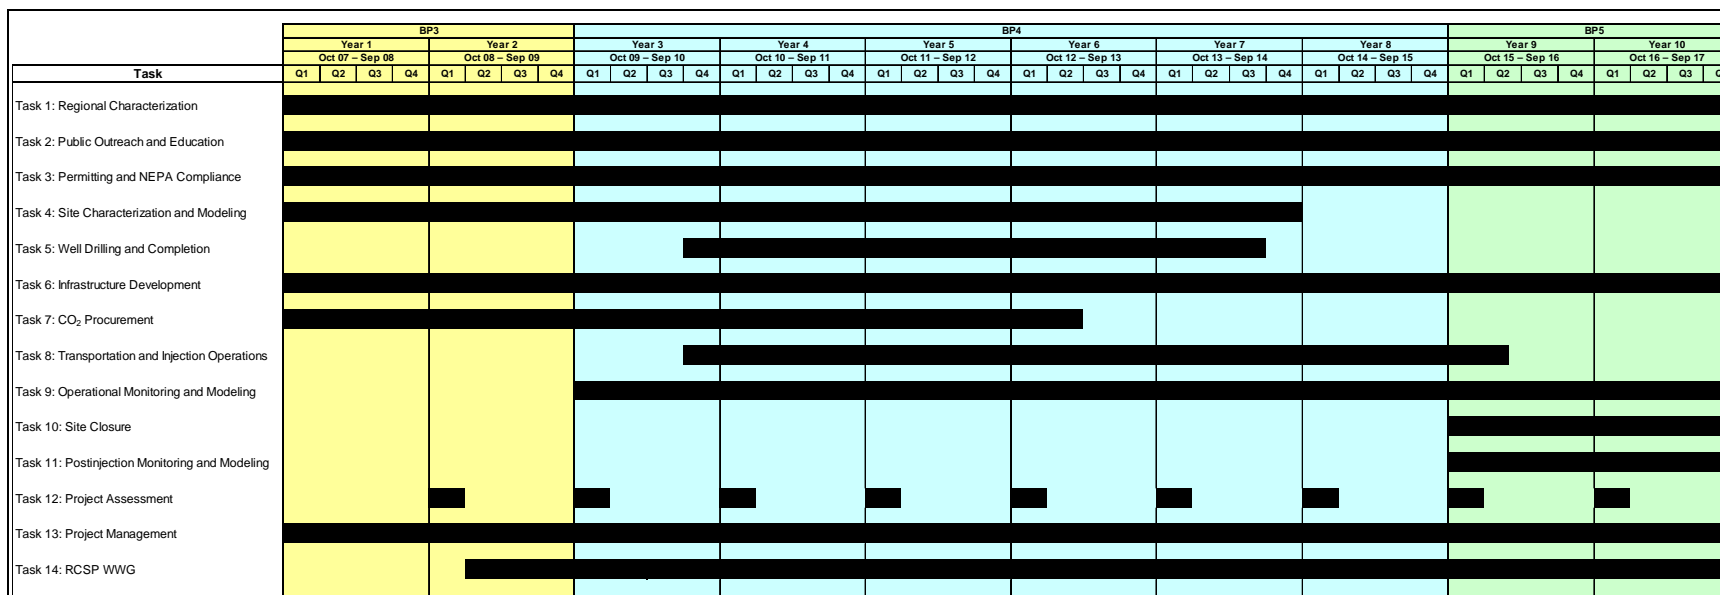 BP3 BP4 BP5
Year 1 Year 2 Year 3 Year 4 Year 5 Year 6 Year 7 Year 8 Year 9 Year 10
Oct 07 – Sep 08 Oct 08 – Sep 09 Oct 09 – Sep 10 Oct 10 – Sep 11 Oct 11 – Sep 12 Oct 12 – Sep 13 Oct 13 – Sep 14 Oct 14 – Sep 15 Oct 15 – Sep 16 Oct 16 – Sep 17
Task Q1 Q2 Q3 Q4 Q1 Q2 Q3 Q4 Q1 Q2 Q3 Q4 Q1 Q2 Q3 Q4 Q1 Q2 Q3 Q4 Q1 Q2 Q3 Q4 Q1 Q2 Q3 Q4 Q1 Q2 Q3 Q4 Q1 Q2 Q3 Q4 Q1 Q2 Q3
Task 1: Regional Characterization
Task 2: Public Outreach and Education
Task 3: Permitting and NEPA Compliance
Task 4: Site Characterization and Modeling
Task 5: Well Drilling and Completion
Task 6: Infrastructure Development
Task 7: CO₂ Procurement
Task 8: Transportation and Injection Operations
Task 9: Operational Monitoring and Modeling
Task 10: Site Closure
Task 11: Postinjection Monitoring and Modeling
Task 12: Project Assessment
Task 13: Project Management
Task 14: RCSP WWG